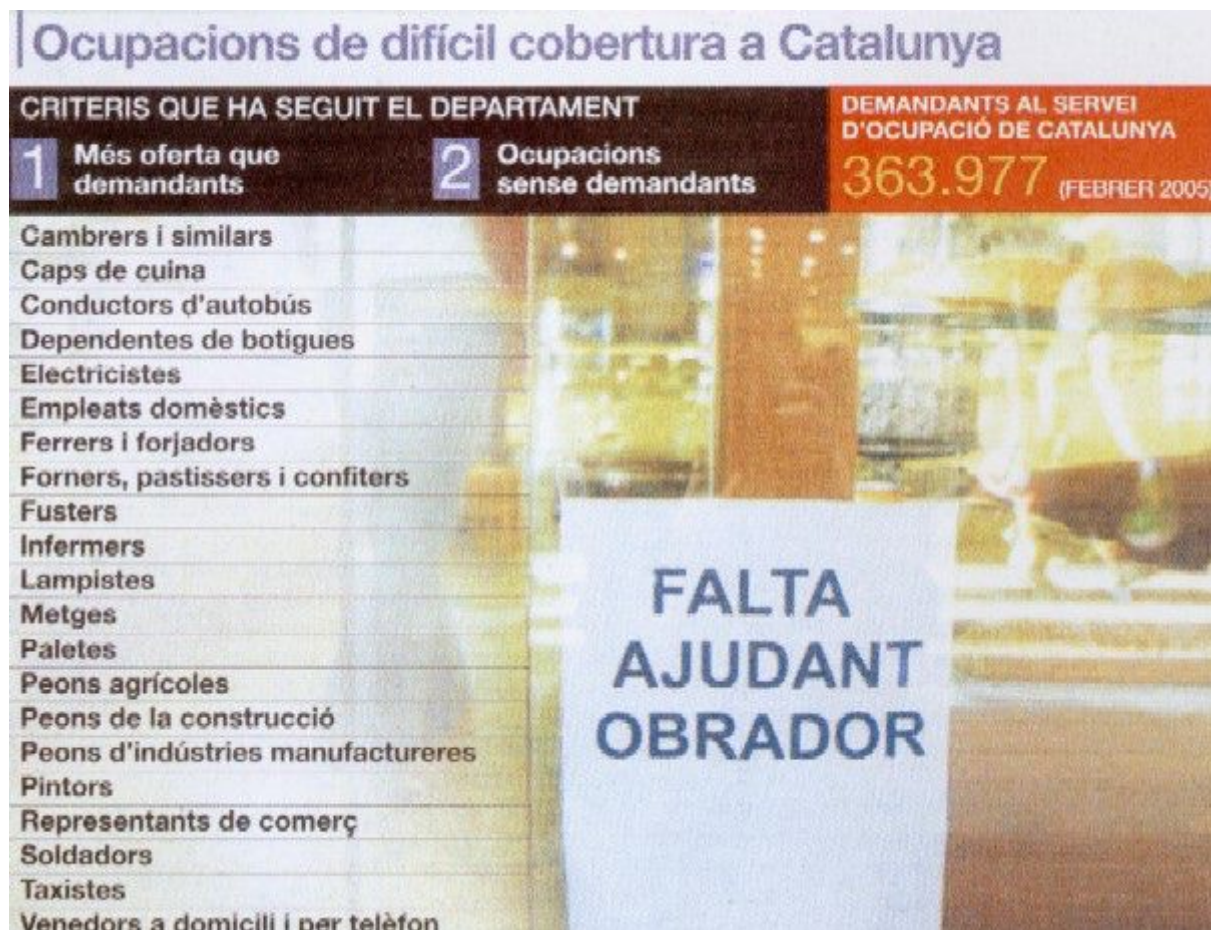 Ocupacions de difícil cobertura a Catalunya
CRITERIS QUE HA SEGUIT EL DEPARTAMENT
1 Més oferta que
demandants
2 Ocupacions
sense demandants
DEMANDANTS AL SERVEI
D'OCUPACIÓ DE CATALUNYA
363.977 (FEBRER 2005)
Cambrers i similars
Caps de cuina
Conductors d'autobús
Dependentes de botigues
Electricistes
Empleats domèstics
Ferrers i forjadors
Forners, pastissers i confiters
Fusters
Infermers
Lampistes
Metges
Paletes
Peons agrícoles
Peons de la construcció
Peons d'indústries manufactureres
Pintors
Representants de comerç
Soldadors
Taxistes
Venedors a domicili i per telèfon
FALTA
AJUDANT
OBRADOR